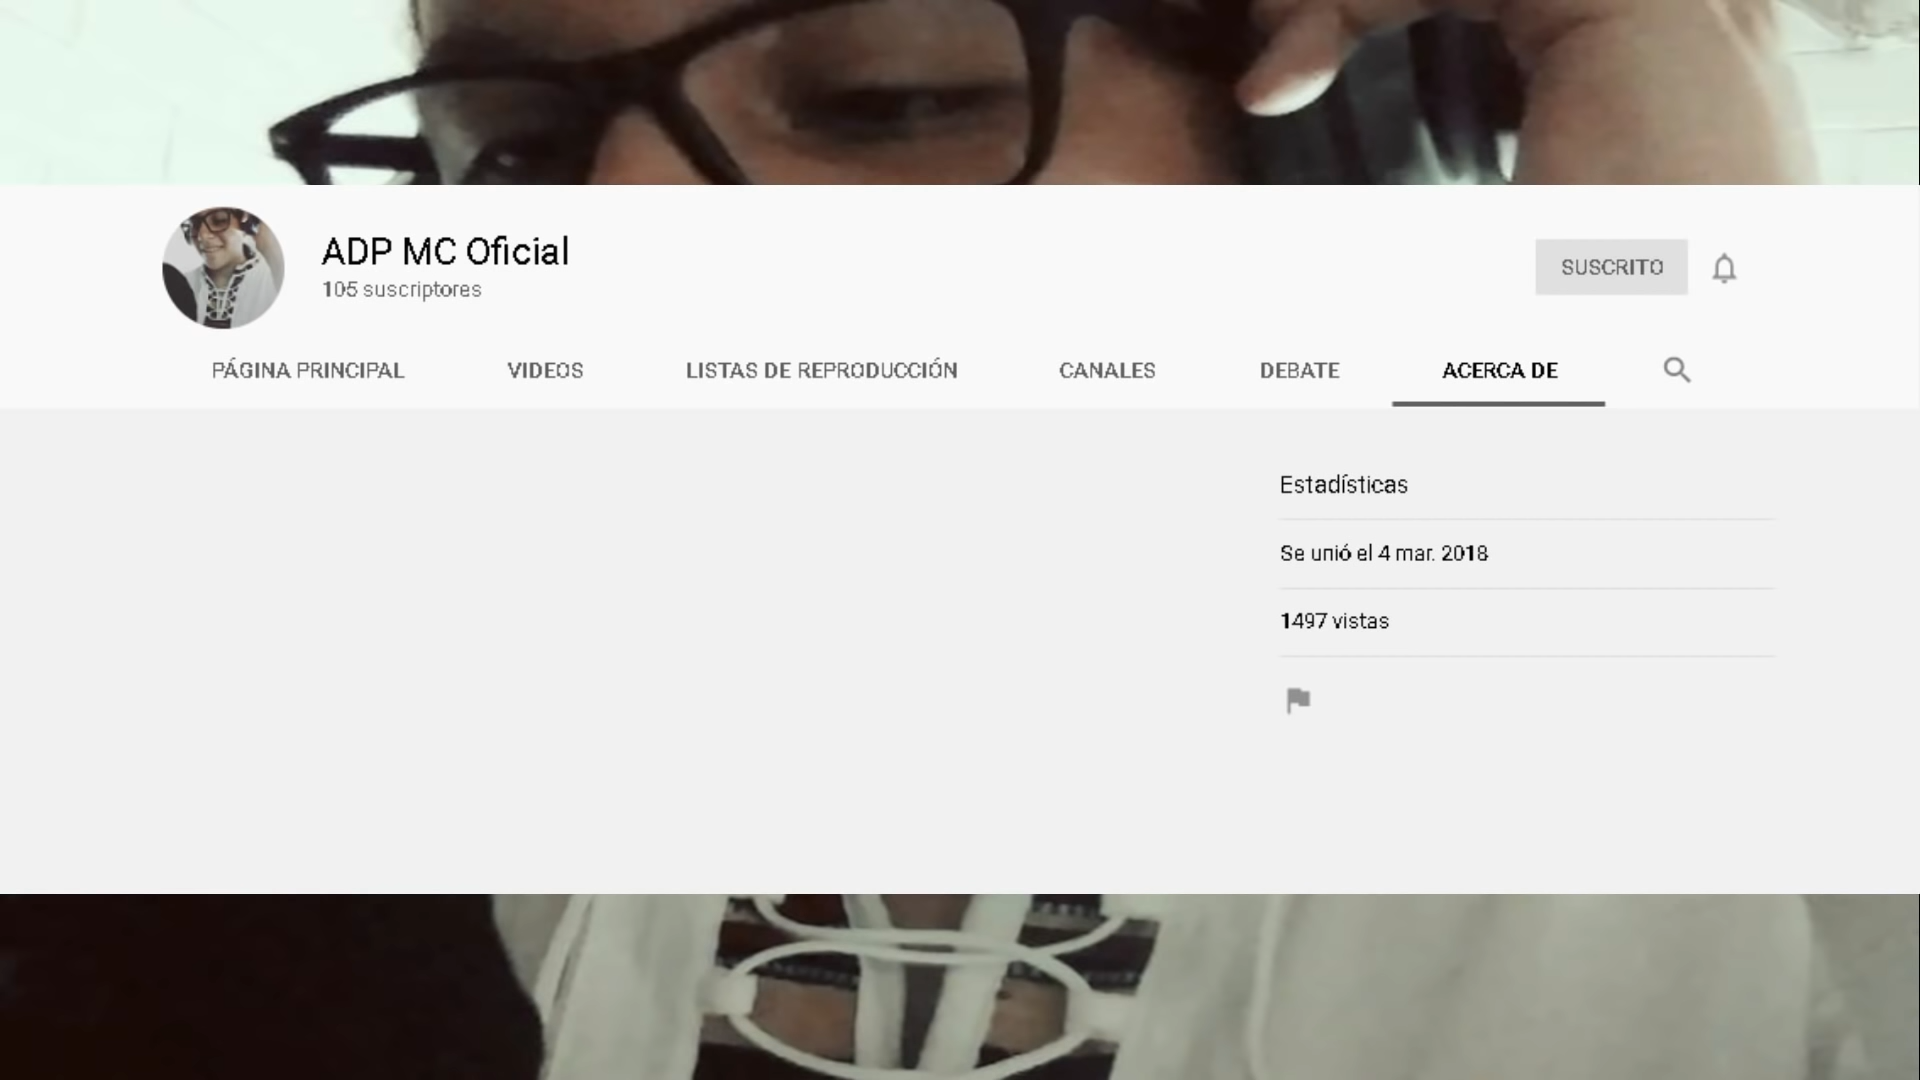 ADP MC Oficial
105 suscriptores
SUSCRITO
PÁGINA PRINCIPAL VIDEOS LISTAS DE REPRODUCCIÓN CANALES DEBATE ACERCA DE
Estadísticas
Se unió el 4 mar. 2018
1497 vistas